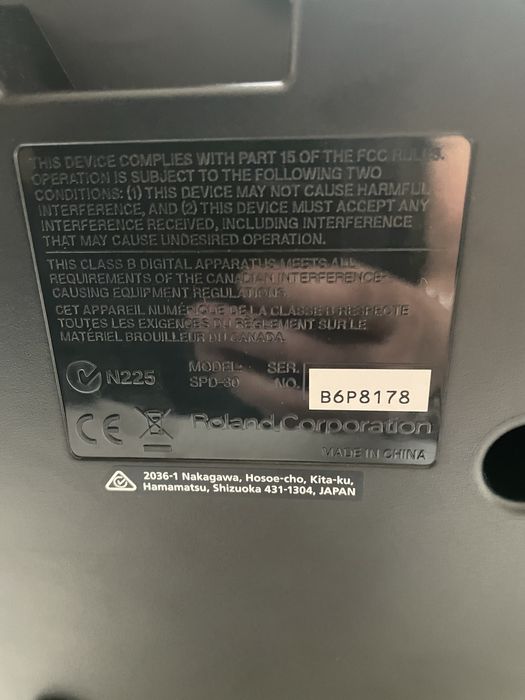 THIS DEVICE COMPLIES WITH PART 15 OF THE FCC RULES.
OPERATION IS SUBJECT TO THE FOLLOWING TWO
CONDITIONS: (1) THIS DEVICE MAY NOT CAUSE HARMFUL
INTERFERENCE, AND (2) THIS DEVICE MUST ACCEPT ANY
INTERFERENCE RECEIVED, INCLUDING INTERFERENCE
THAT MAY CAUSE UNDESIRED OPERATION.
THIS CLASS B DIGITAL APPARATUS MEETS ALL
REQUIREMENTS OF THE CANADIAN INTERFERENCE-
CAUSING EQUIPMENT REGULATIONS.
CET APPAREIL NUMÉRIQUE DE LA CLASSE B RESPECTE
TOUTES LES EXIGENCES DU RÈGLEMENT SUR LE
MATÉRIEL BROUILLEUR DU CANADA.
N225
MODEL: SPD-30
SER. NO.
B6P8178
CE
Roland Corporation
MADE IN CHINA
2036-1 Nakagawa, Hosoe-cho, Kita-ku,
Hamamatsu, Shizuoka 431-1304, JAPAN